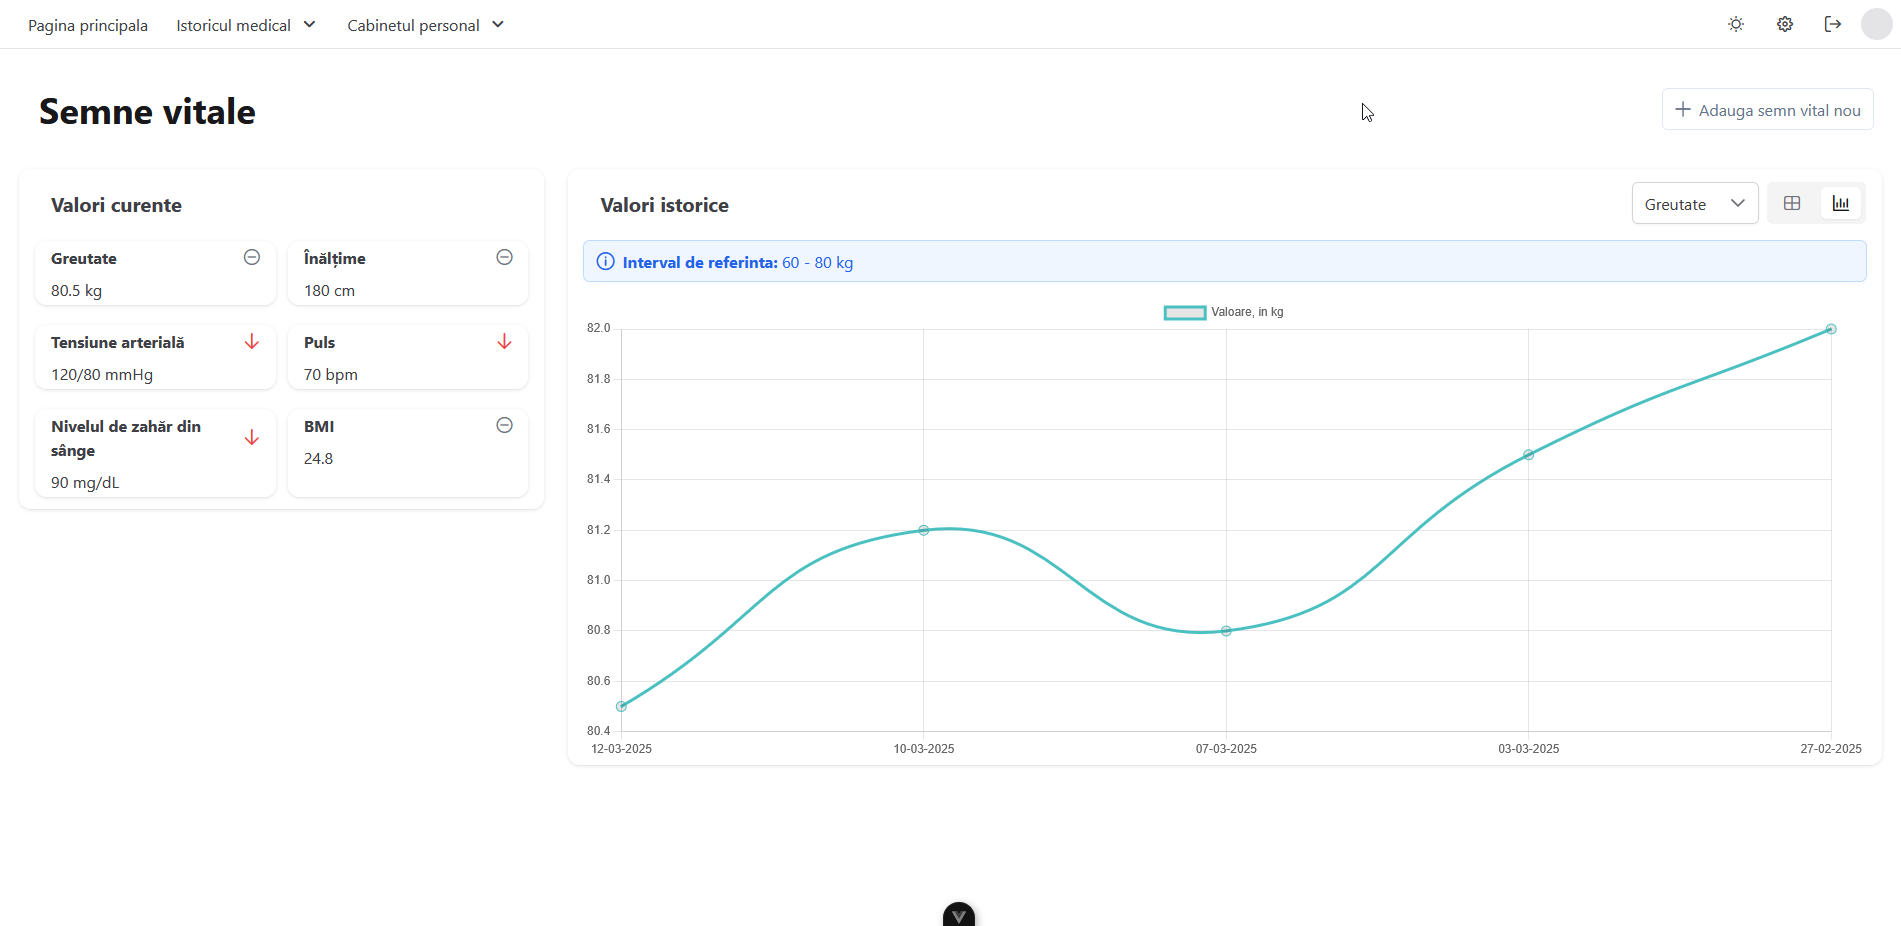 Pagina principala Istoricul medical Cabinetul personal
Semne vitale
Adauga semn vital nou
Valori curente
Greutate
80.5 kg
Înălțime
180 cm
Tensiune arterială
120/80 mmHg
Puls
70 bpm
Nivelul de zahăr din
sânge
90 mg/dL
BMI
24.8
Valori istorice
Greutate
Interval de referinta: 60 - 80 kg
Valoare, in kg
82.0
81.8
81.6
81.4
81.2
81.0
80.8
80.6
80.4
12-03-2025 10-03-2025 07-03-2025 03-03-2025 27-02-2025